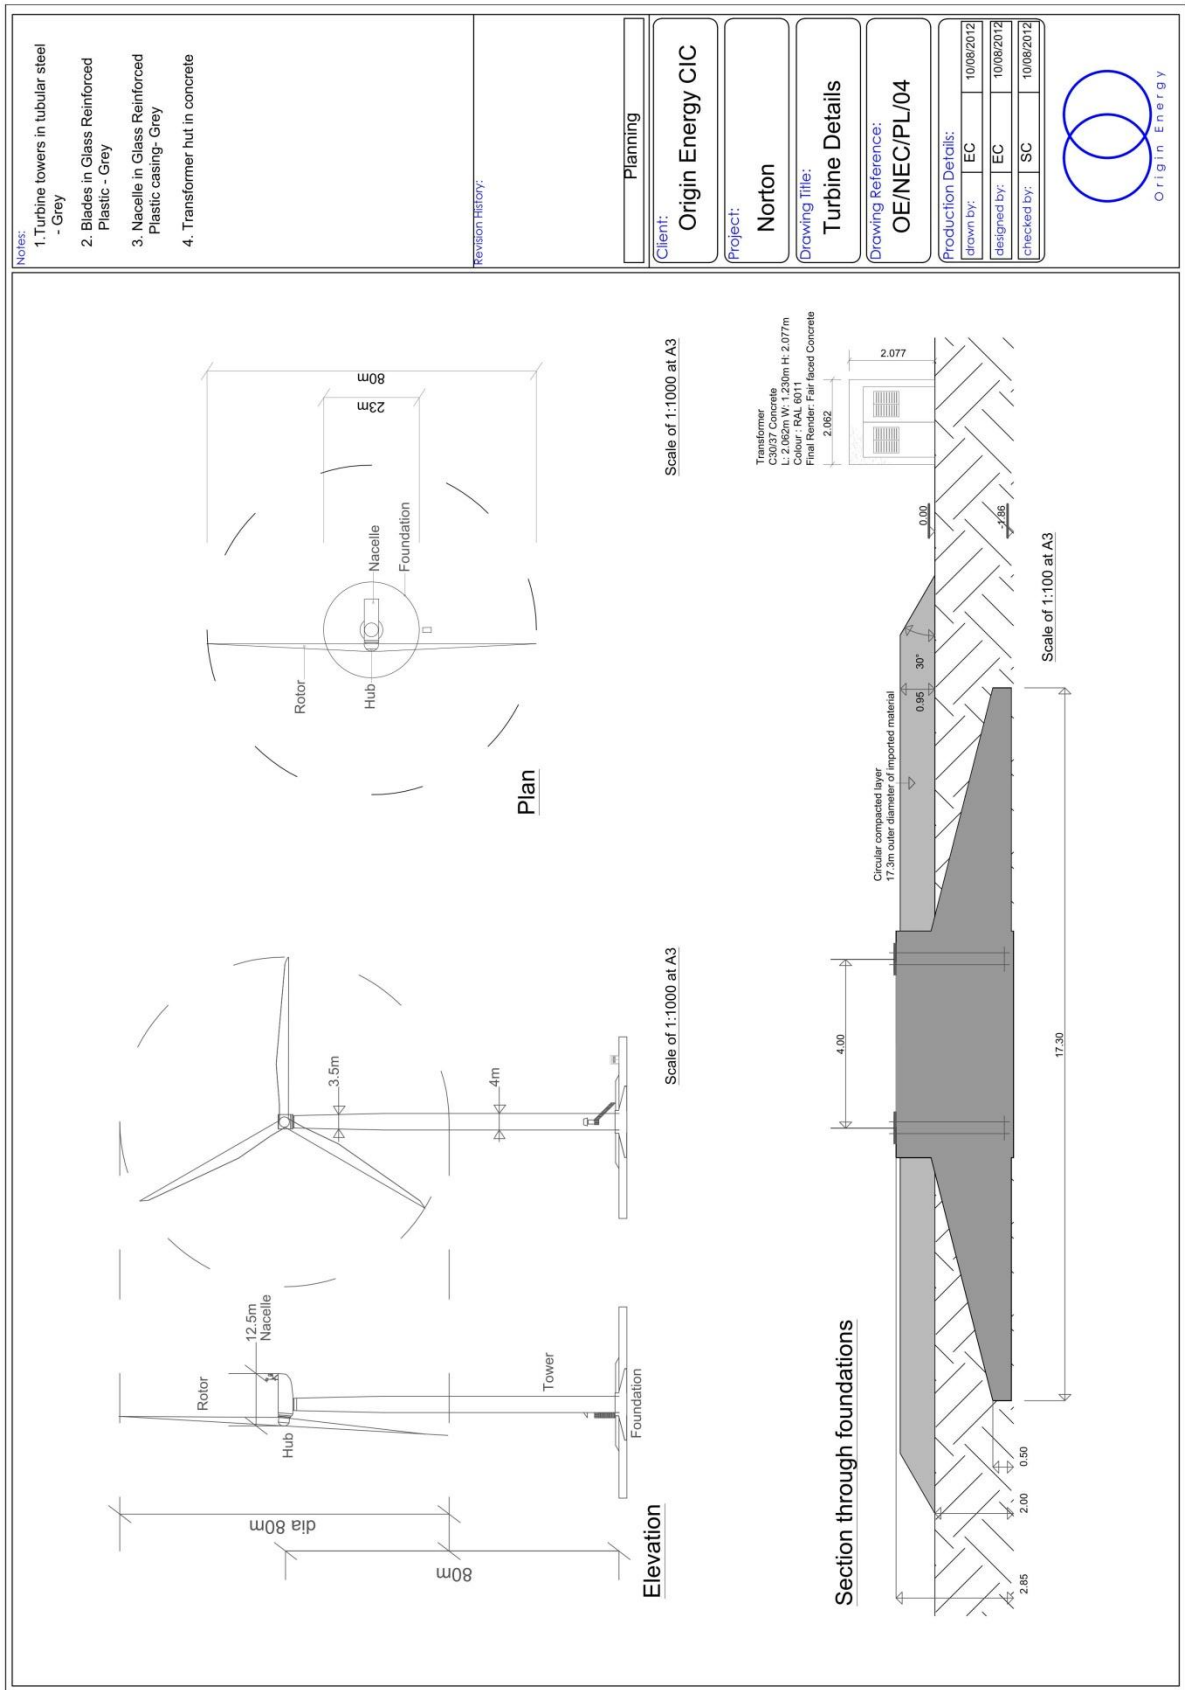 Notes:
1.Turbine towers in tubular steel
- Grey
2. Blades in Glass Reinforced
Plastic - Grey
3. Nacelle in Glass Reinforced
Plastic casing- Grey
4. Transformer hut in concrete
Revision History:
Planning
Client:
Origin Energy CIC
Project:
Norton
Drawing Title:
Turbine Details
Drawing Reference:
OE/NEC/PL/04
Production Details:
drawn by: EC 10/08/2012
designed by: EC 10/08/2012
checked by: SC 10/08/2012
Origin Energy
dia 80m
80m
Rotor
12.5m
Nacelle
Hub
Tower
Foundation
Elevation
3.5m
4m
Scale of 1:1000 at A3
Rotor
Hub
Nacelle
Foundation
23m
80m
Plan
Scale of 1:1000 at A3
Section through foundations
2.85
2.00
0.50
4.00
17.30
Circular compacted layer
17.3m outer diameter of imported material
0.95
30°
0.00
-1.86
Transformer
C30/37 Concrete
L: 2.062m W: 1.230m H: 2.077m
Colour : RAL 6011
Final Render: Fair faced Concrete
2.062
2.077
Scale of 1:100 at A3